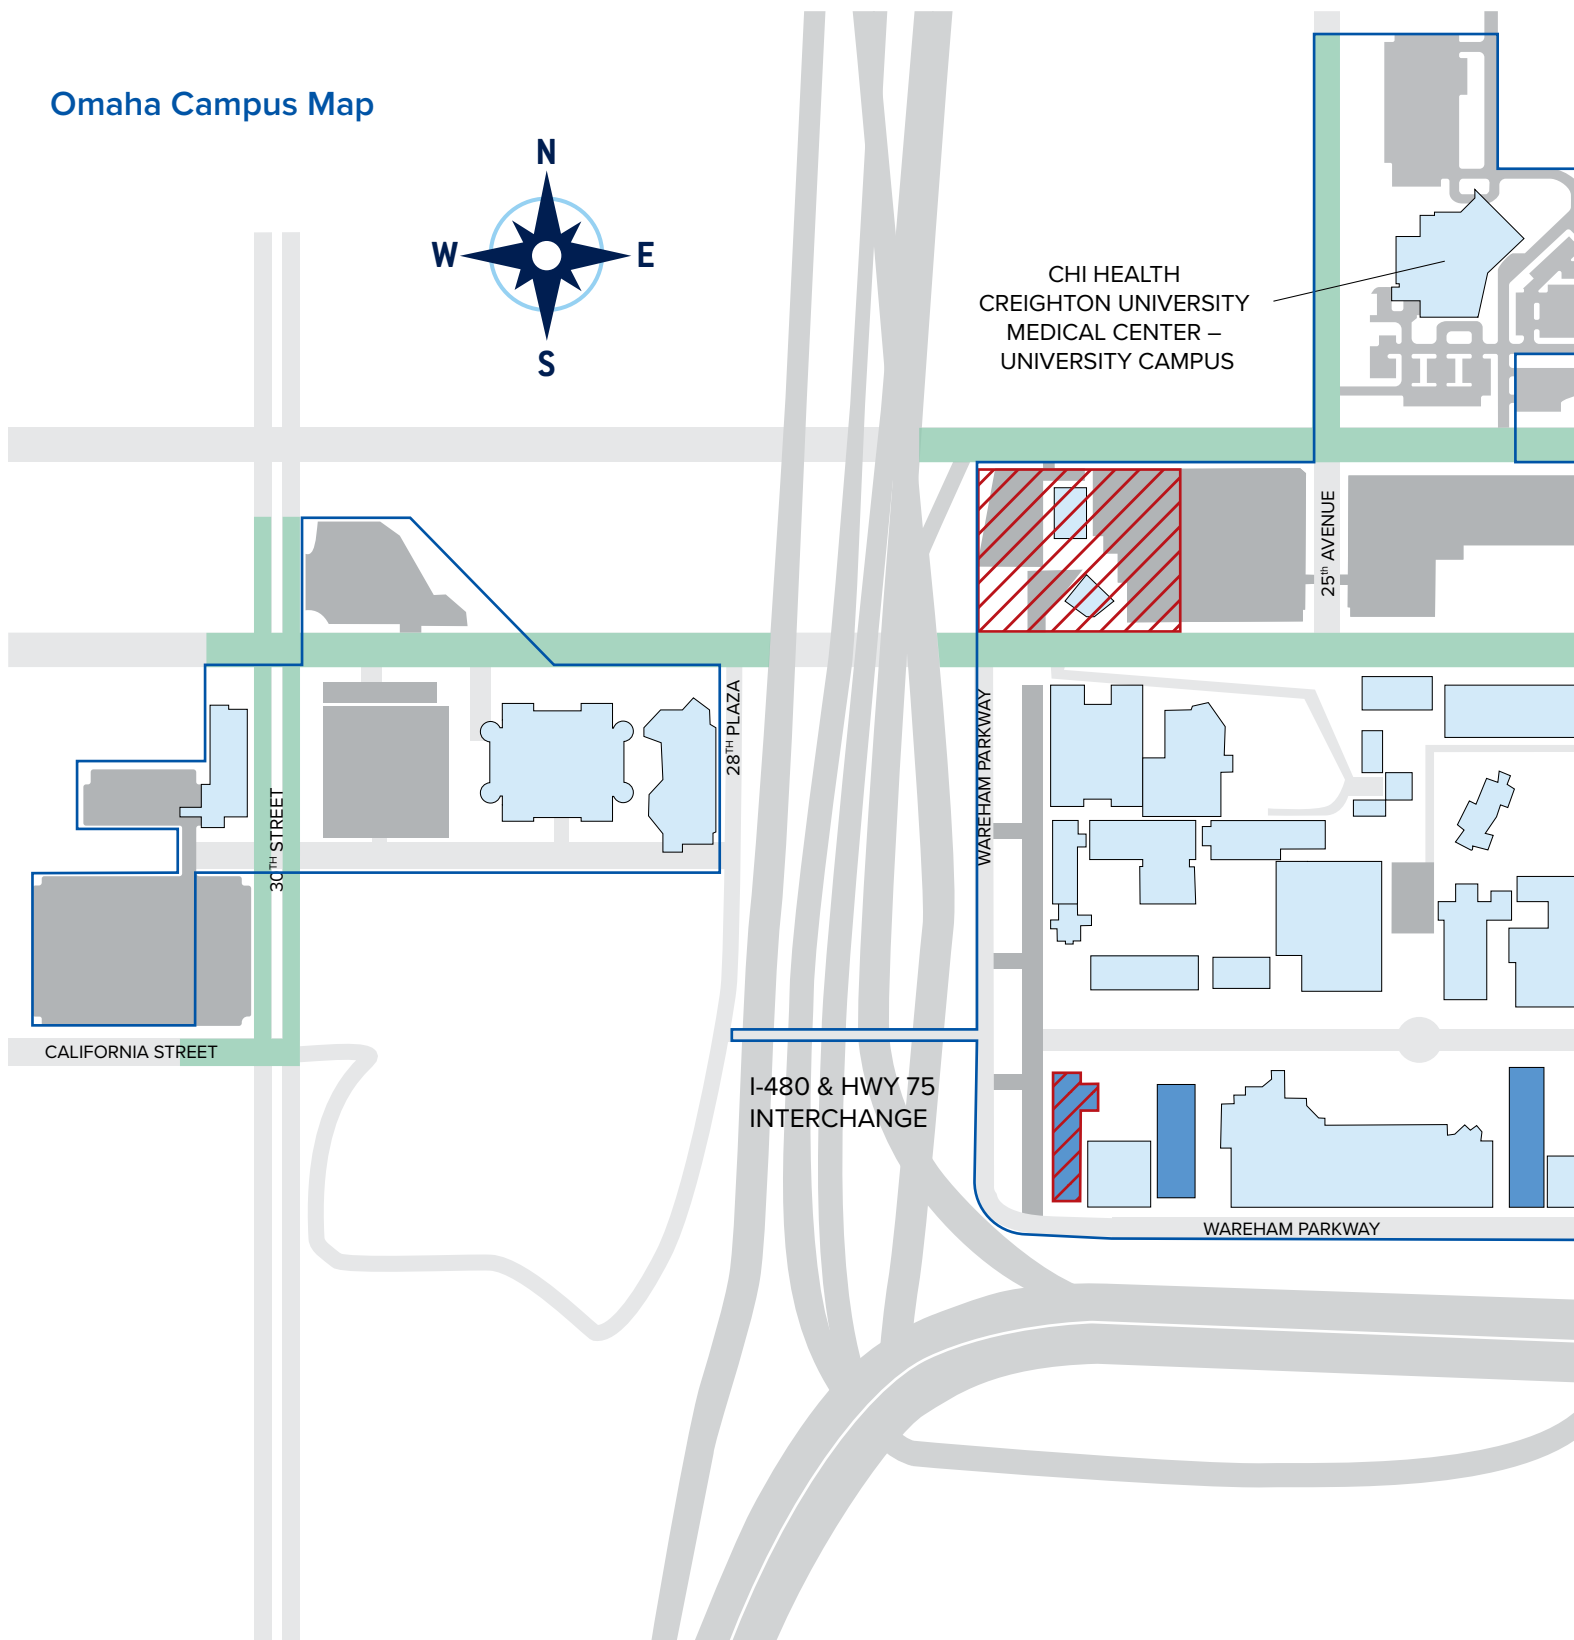 Omaha Campus Map
N
W
E
S
CHI HEALTH
CREIGHTON UNIVERSITY
MEDICAL CENTER –
UNIVERSITY CAMPUS
25th AVENUE
28TH PLAZA
WAREHAM PARKWAY
30TH STREET
CALIFORNIA STREET
I-480 & HWY 75
INTERCHANGE
WAREHAM PARKWAY